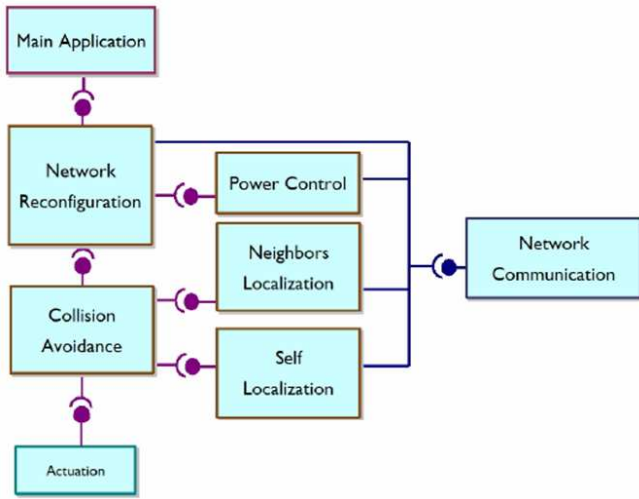 Main Application
Network
Reconfiguration
Power Control
Neighbors
Localization
Network
Communication
Collision
Avoidance
Self
Localization
Actuation